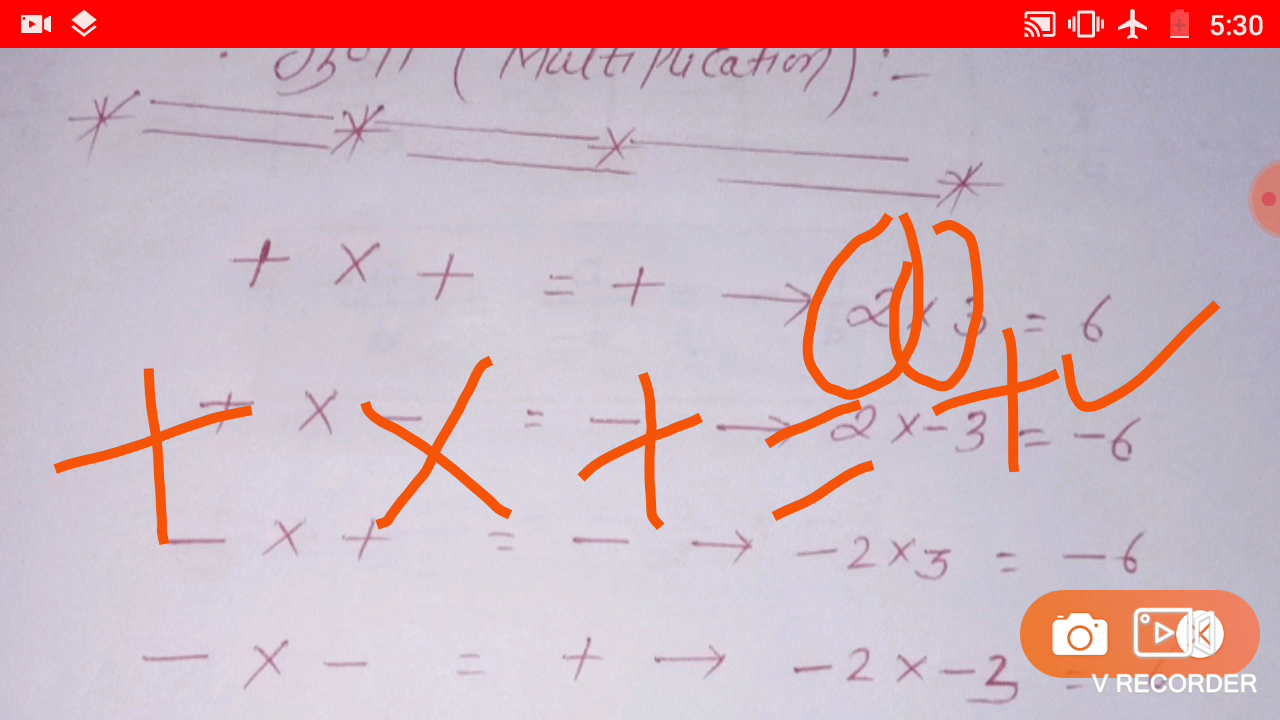 5:30
(Multiplication) :-
+ × + = + → 2 × 3 = 6
+ × - = - → 2 × -3 = -6
+ × + = +
- × + = - → -2 × 3 = -6
- × - = + → -2 × -3 =
V RECORDER